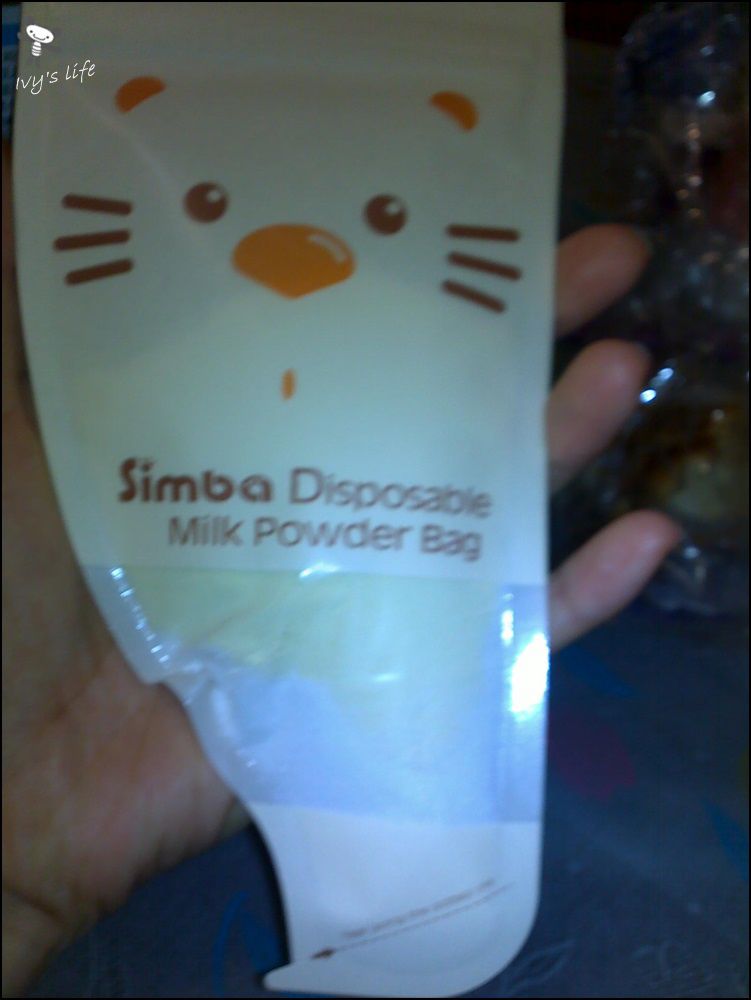 Ivy's life
Simba Disposable
Milk Powder Bag